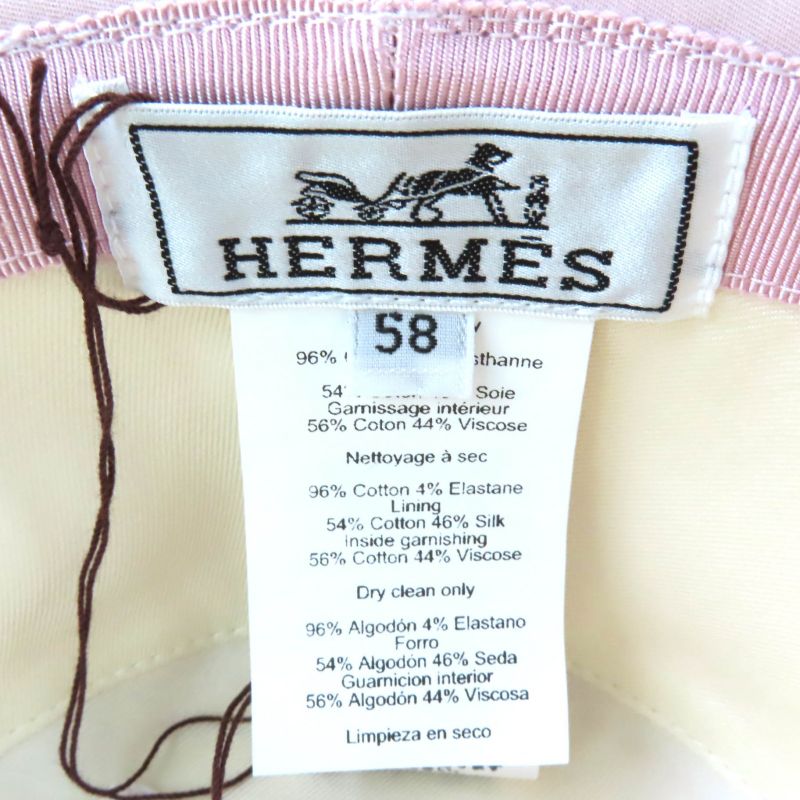 HERMÈS
58
96%
54% Soie
Garnissage intérieur
56% Coton 44% Viscose
Nettoyage à sec
96% Cotton 4% Elastane
Lining
54% Cotton 46% Silk
Inside garnishing
56% Cotton 44% Viscose
Dry clean only
96% Algodón 4% Elastano
Forro
54% Algodón 46% Seda
Guarnicion interior
56% Algodón 44% Viscosa
Limpieza en seco